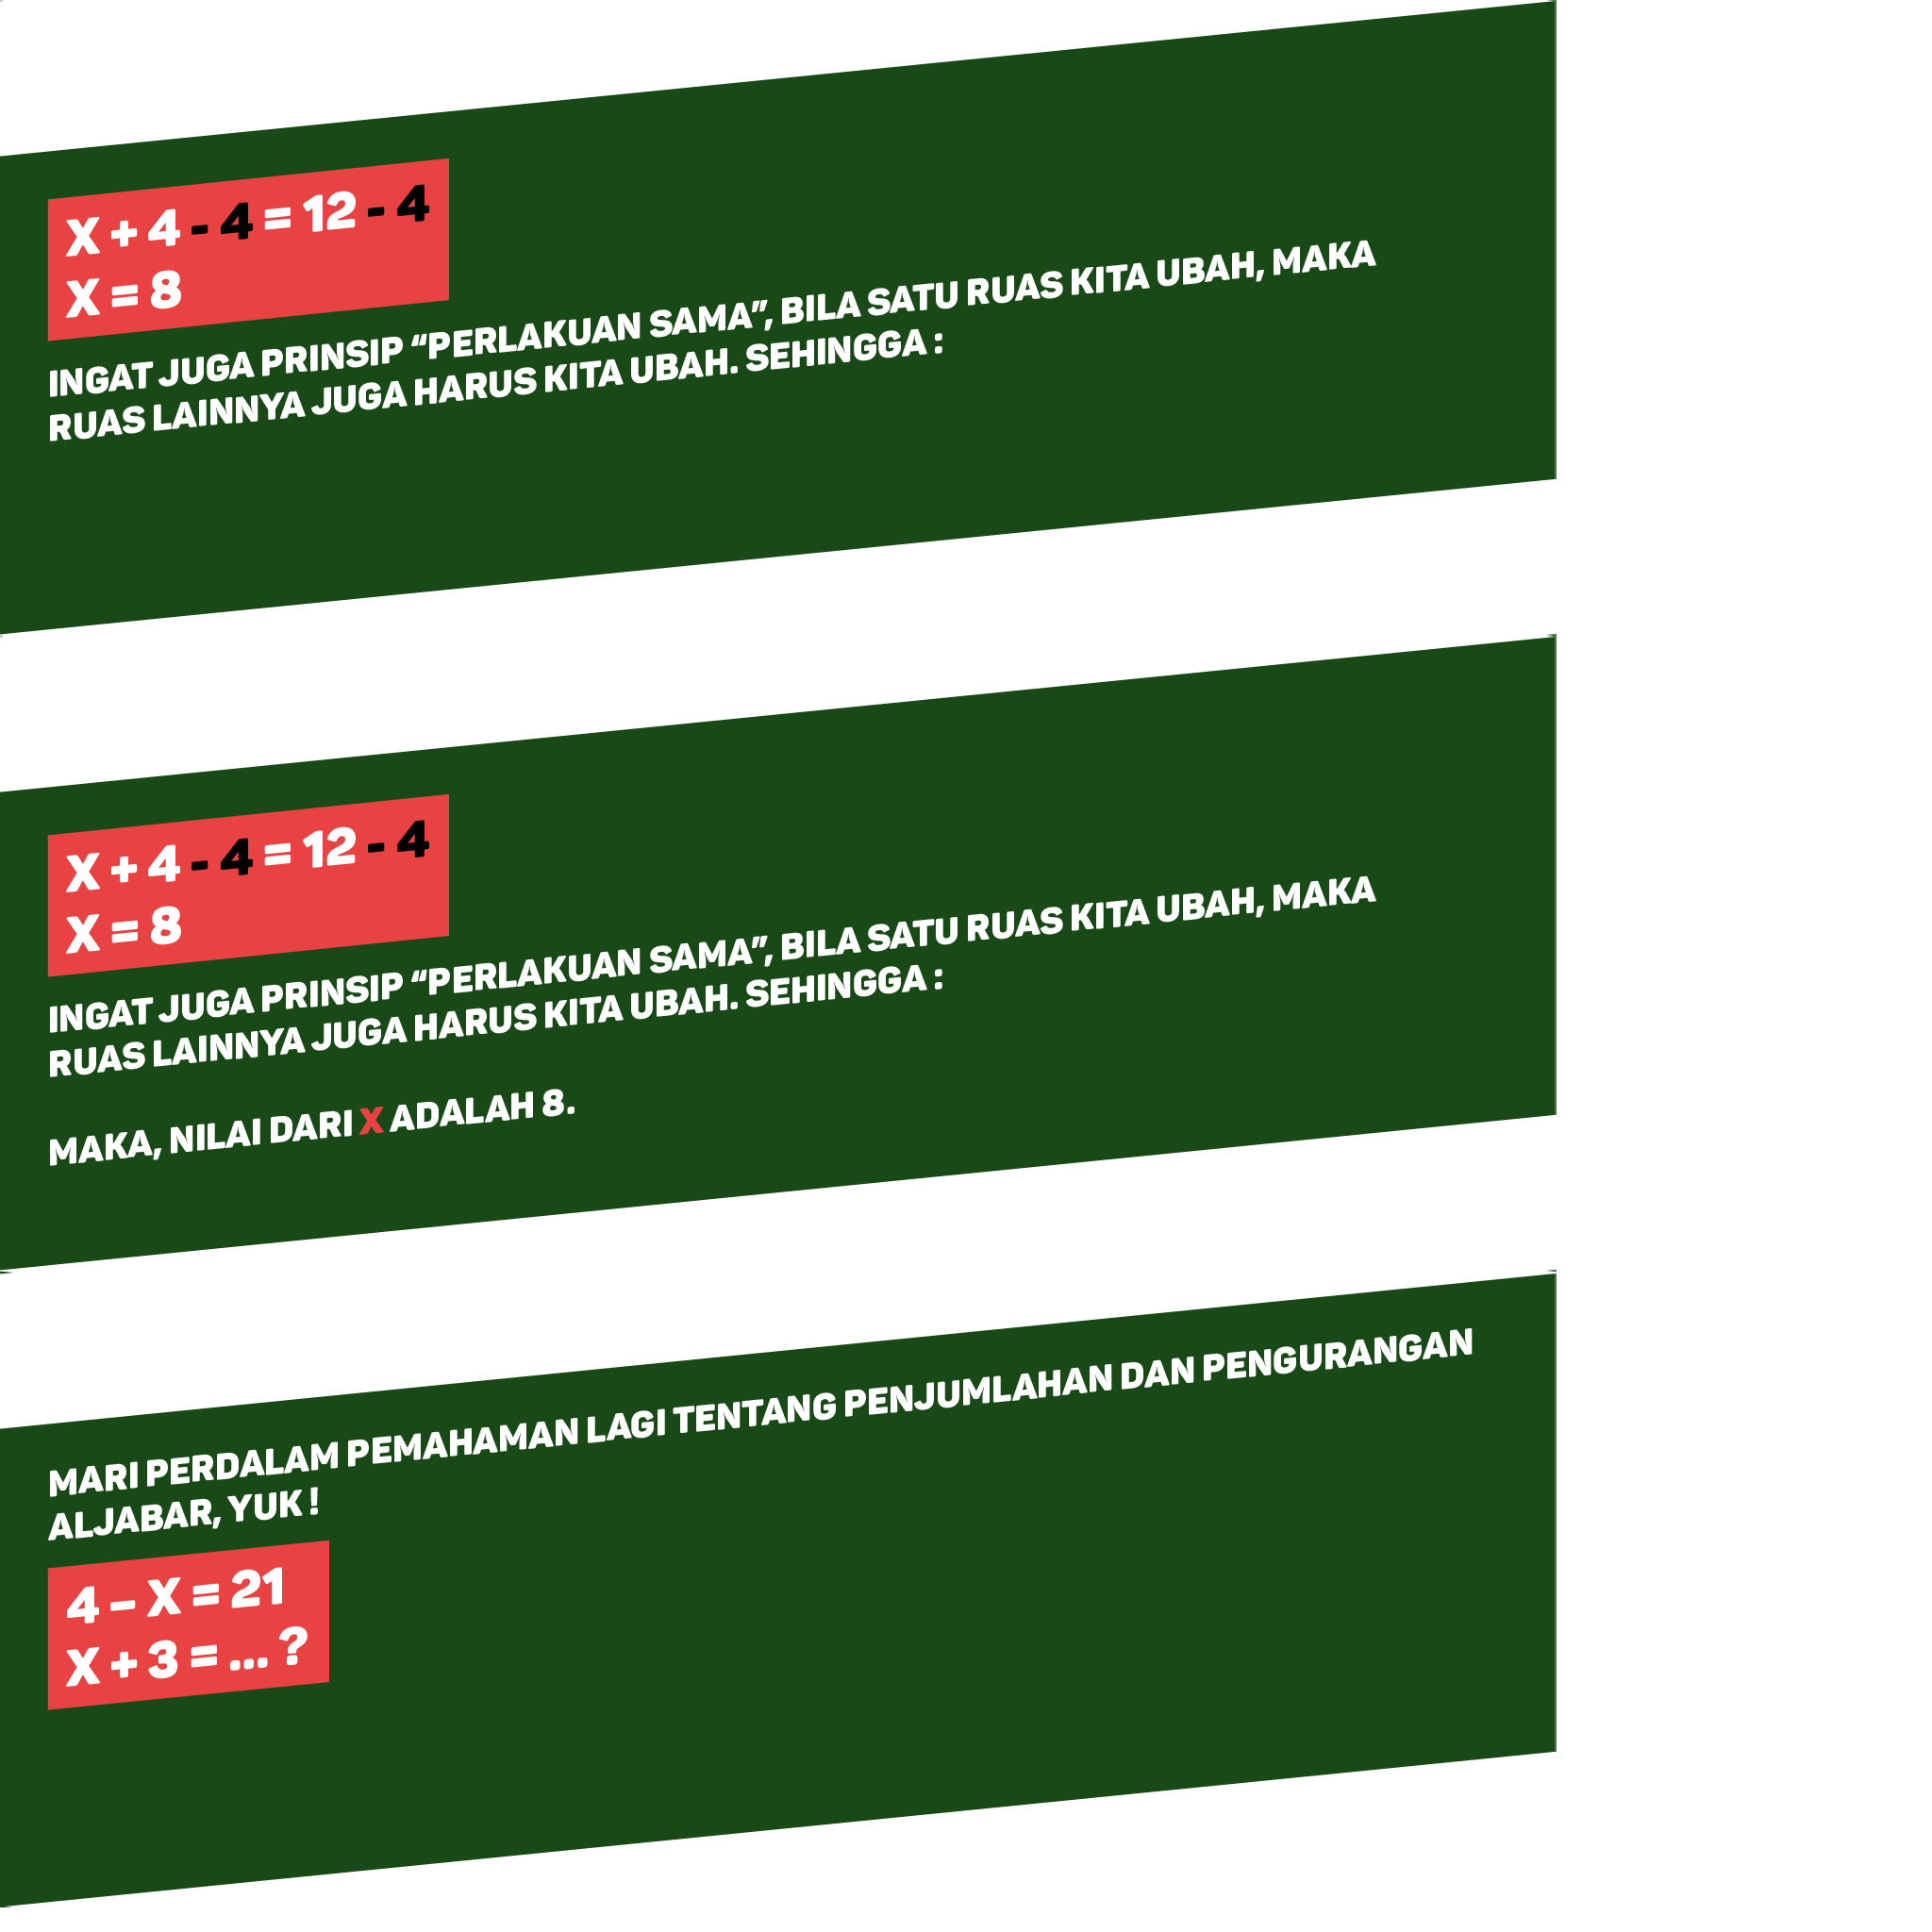 X + 4 - 4 = 12 - 4
X = 8
INGAT JUGA PRINSIP "PERLAKUAN SAMA", BILA SATU RUAS KITA UBAH, MAKA
RUAS LAINNYA JUGA HARUS KITA UBAH. SEHINGGA :
X + 4 - 4 = 12 - 4
X = 8
INGAT JUGA PRINSIP "PERLAKUAN SAMA", BILA SATU RUAS KITA UBAH, MAKA
RUAS LAINNYA JUGA HARUS KITA UBAH. SEHINGGA :
MAKA, NILAI DARI X ADALAH 8.
MARI PERDALAM PEMAHAMAN LAGI TENTANG PENJUMLAHAN DAN PENGURANGAN
ALJABAR, YUK !
4 – X = 21
X + 3 = .... ?